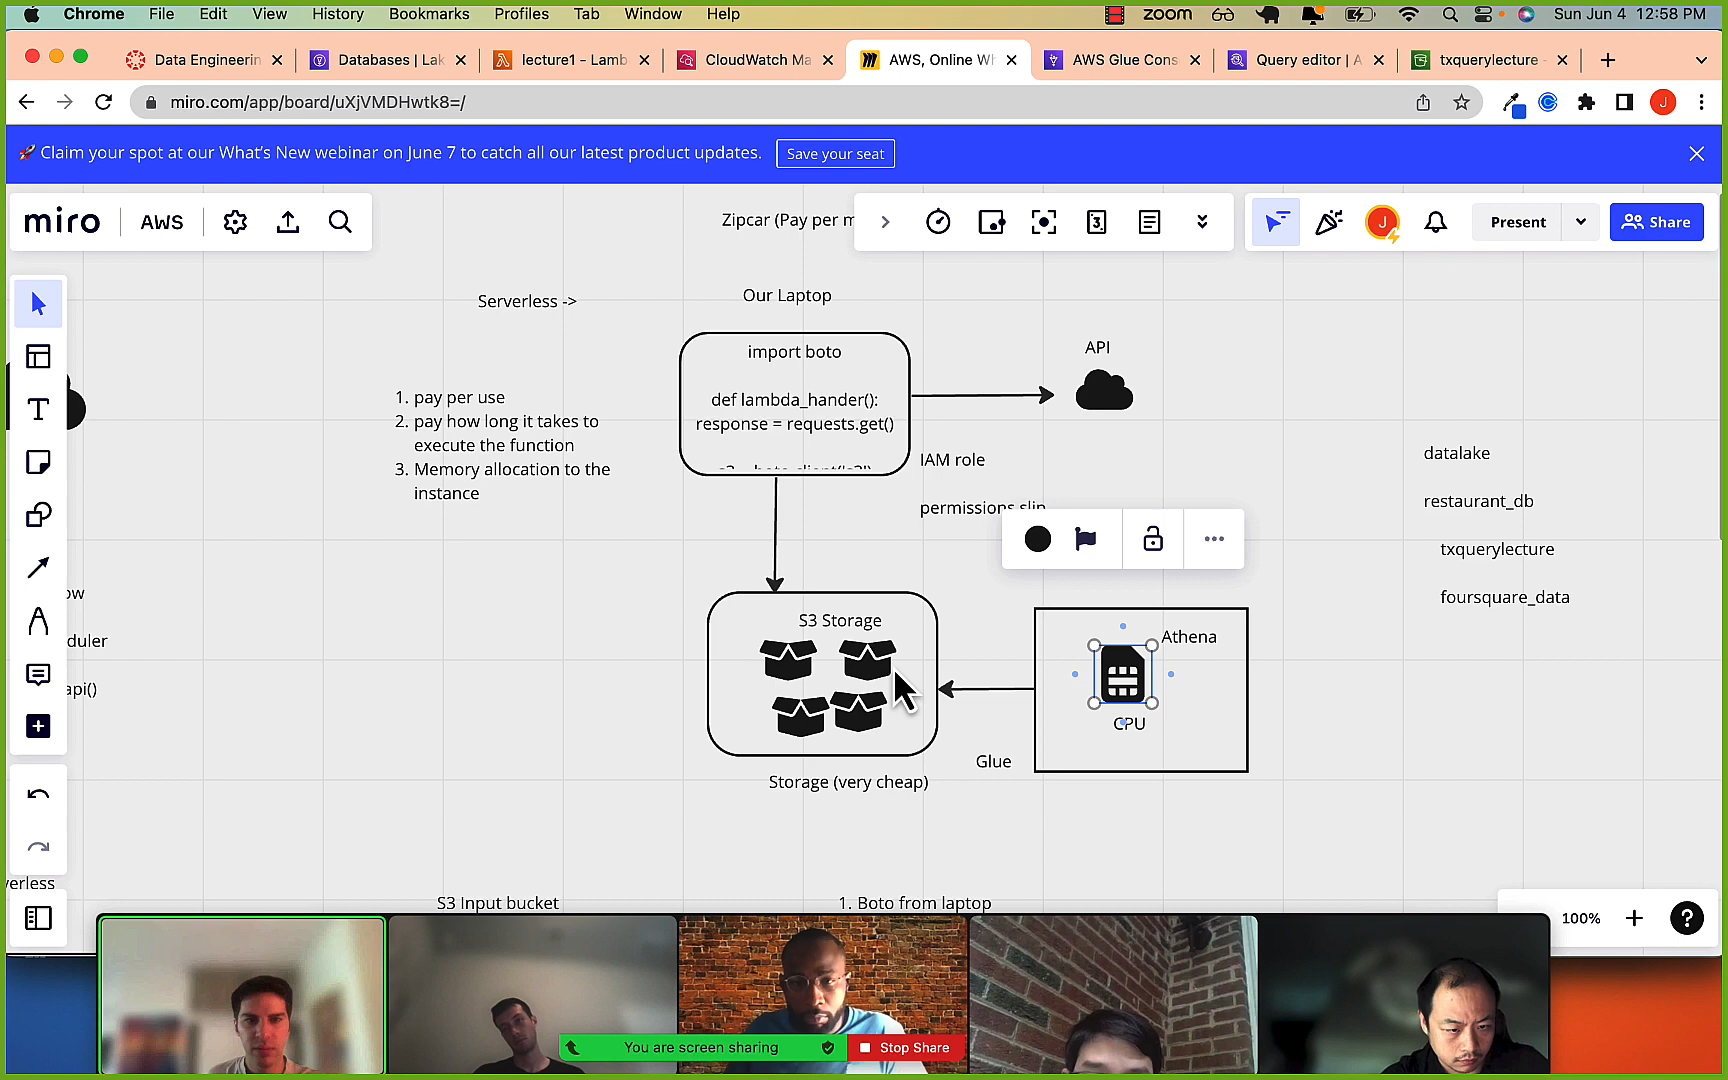 Chrome File Edit View History Bookmarks Profiles Tab Window Help zoom Sun Jun 4 12:58 PM
Data Engineerin Databases | Lak lecture1 - Lamb CloudWatch Ma AWS, Online Wh AWS Glue Cons Query editor | A txquerylecture -
miro.com/app/board/uXjVMDHwtk8=/ J
Claim your spot at our What's New webinar on June 7 to catch all our latest product updates. Save your seat
miro AWS Zipcar (Pay per m 3 J Present Share
Serverless ->
Our Laptop
import boto
def lambda_hander():
response = requests.get()
API
1. pay per use
2. pay how long it takes to
execute the function
3. Memory allocation to the
instance
IAM role
permissions slip
datalake
restaurant_db
txquerylecture
foursquare_data
ow
duler
api()
S3 Storage
Storage (very cheap)
Athena
CPU
Glue
verless
S3 Input bucket
1. Boto from laptop
100%
You are screen sharing Stop Share